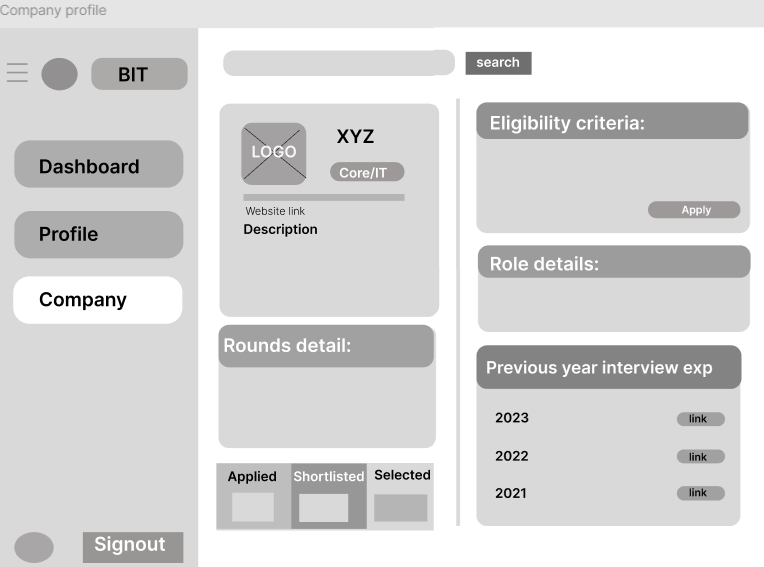 Company profile
BIT
Dashboard
Profile
Company
Signout
search
LOGO
XYZ
Core/IT
Website link
Description
Rounds detail:
Applied
Shortlisted
Selected
Eligibility criteria:
Apply
Role details:
Previous year interview exp
2023 link
2022 link
2021 link